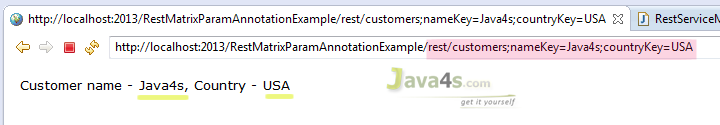 http://localhost:2013/RestMatrixParamAnnotationExample/rest/customers;nameKey=Java4s;countryKey=USA
RestServiceM
http://localhost:2013/RestMatrixParamAnnotationExample/rest/customers;nameKey=Java4s;countryKey=USA
Customer name - Java4s, Country - USA
Java4s.com
get it yourself